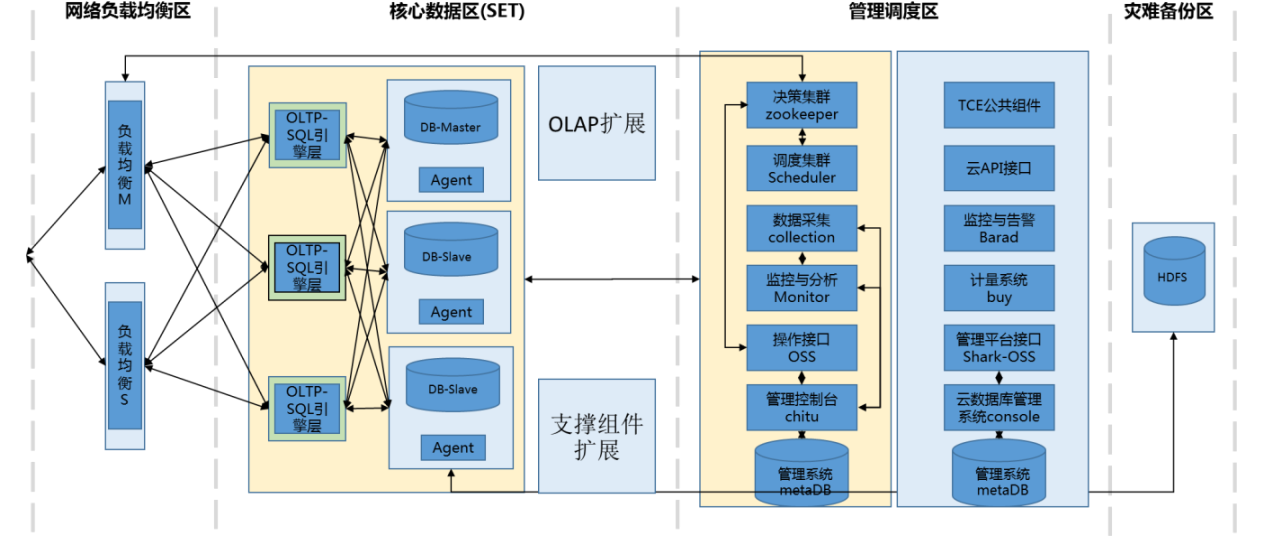 网络负载均衡区
核心数据区(SET)
管理调度区
灾难备份区
负
载
均
衡
M
负
载
均
衡
S
OLTP-
SQL引
擎层
OLTP-
SQL引
擎层
OLTP-
SQL引
擎层
DB-Master
Agent
DB-Slave
Agent
DB-Slave
Agent
OLAP扩展
支撑组件
扩展
决策集群
zookeeper
调度集群
Scheduler
数据采集
collection
监控与分析
Monitor
操作接口
OSS
管理控制台
chitu
管理系统
metaDB
TCE公共组件
云API接口
监控与告警
Barad
计量系统
buy
管理平台接口
Shark-OSS
云数据库管理
系统console
管理系统
metaDB
HDFS